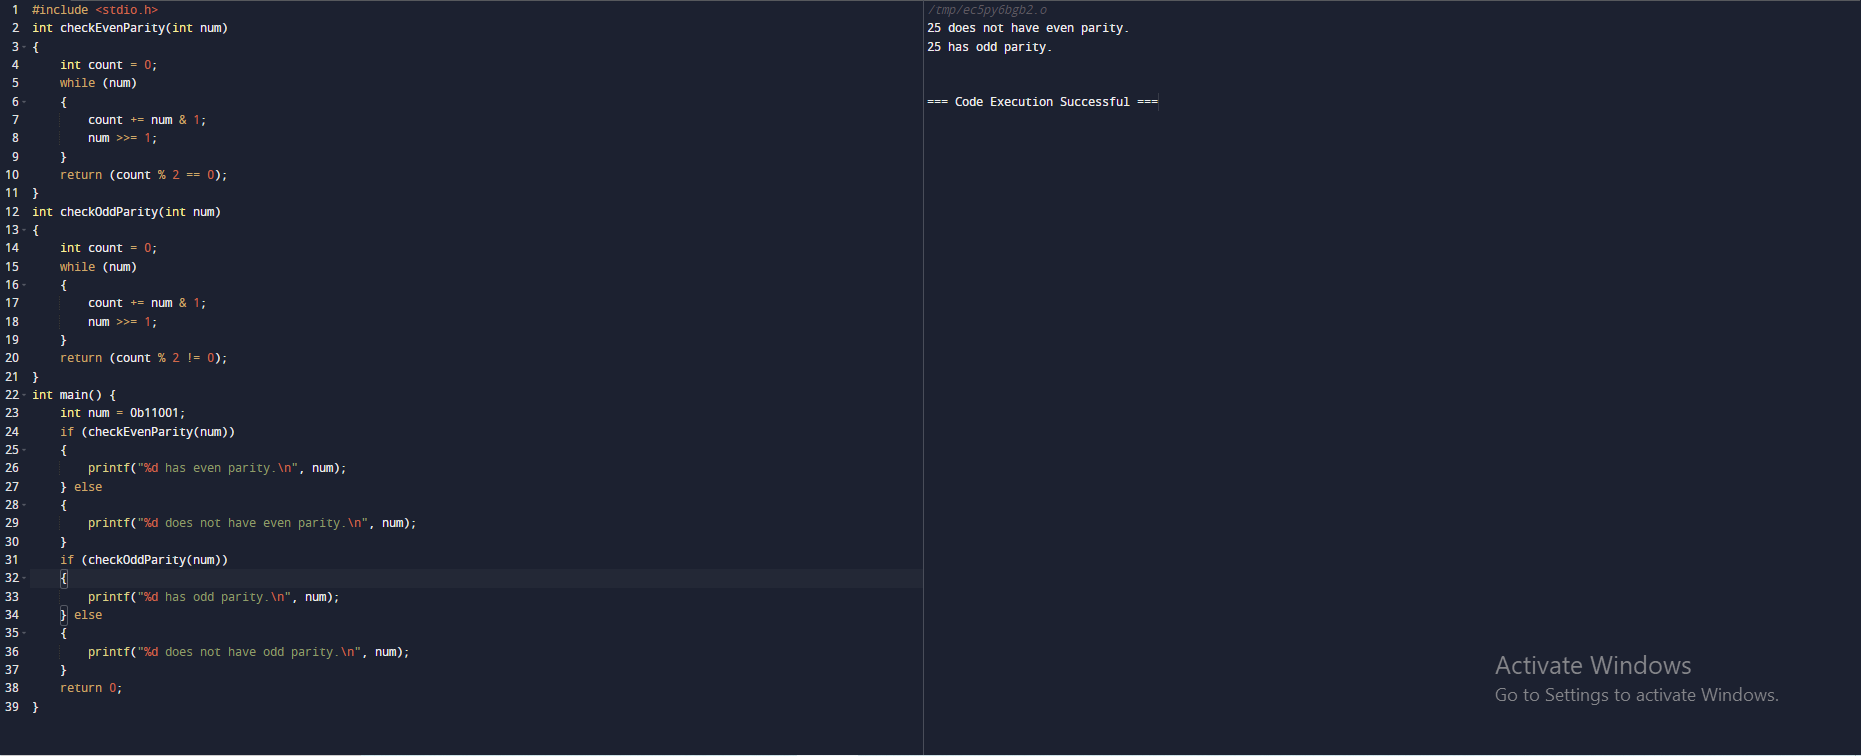 1 #include <stdio.h>
2 int checkEvenParity(int num)
3 {
4 int count = 0;
5 while (num)
6 {
7 count += num & 1;
8 num >>= 1;
9 }
10 return (count % 2 == 0);
11 }
12 int checkOddParity(int num)
13 {
14 int count = 0;
15 while (num)
16 {
17 count += num & 1;
18 num >>= 1;
19 }
20 return (count % 2 != 0);
21 }
22 int main() {
23 int num = 0b11001;
24 if (checkEvenParity(num))
25 {
26 printf("%d has even parity.\n", num);
27 } else
28 {
29 printf("%d does not have even parity.\n", num);
30 }
31 if (checkOddParity(num))
32 {
33 printf("%d has odd parity.\n", num);
34 } else
35 {
36 printf("%d does not have odd parity.\n", num);
37 }
38 return 0;
39 }
/tmp/ec5py6bgb2.o
25 does not have even parity.
25 has odd parity.
=== Code Execution Successful ===
Activate Windows
Go to Settings to activate Windows.